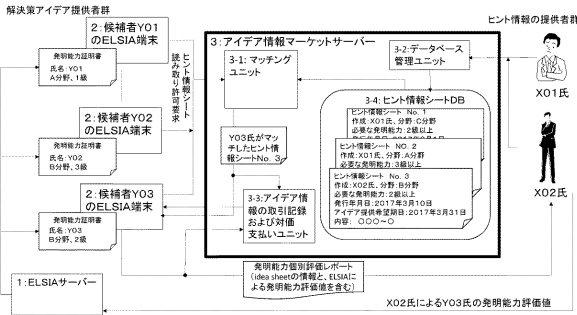 解決策アイデア提供者群:
ヒント情報の提供者群:
2:候補者Y01
のELSIA端末
発明能力証明書
氏名:Y01
A分野、1級
2:候補者Y02
のELSIA端末
発明能力証明書
氏名:Y02
B分野、3級
2:候補者Y03
のELSIA端末
発明能力証明書
氏名:Y03
B分野、2級
ヒント情報シート
読み取り許可要求
3:アイデア情報マーケットサーバー
3-1:マッチング
ユニット
3-2:データベース
管理ユニット
Y03氏がマッ
チしたヒント情
報シートNo. 3
3-3:アイデア情
報の取引記録
および対価
支払いユニット
3-4:ヒント情報シートDB
ヒント情報シート No. 1
作成:X01氏、分野:C分野
必要な発明能力:2級以上
ヒント情報シート NO. 2
作成:X01氏、分野:A分野
必要な発明能力:3級以上
ヒント情報シート No. 3
作成:X02氏、分野:B分野
必要な発明能力:2級以上
発行年月日:2017年3月10日
アイデア提供希望期日:2017年3月31日
内容: ○○○~○
X01氏
X02氏
1:ELSIAサーバー
発明能力個別評価レポート
(idea sheetの情報と、ELSIAに
よる発明能力評価値を含む)
X02氏によるY03氏の発明能力評価値